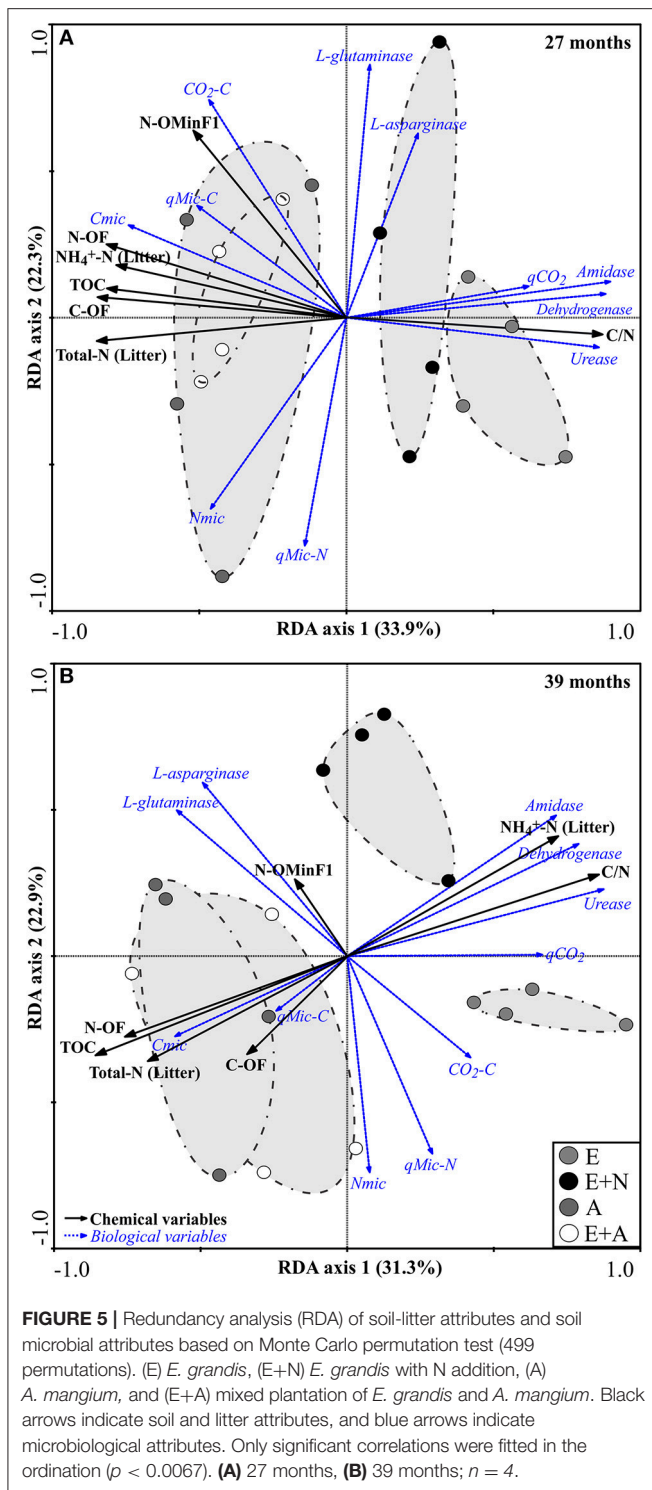 1.0
A
27 months
L-glutaminase
CO₂-C
N-OMinF1
L-asparginase
qMic-C
Cmic
N-OF
NH₄⁺-N (Litter)
TOC
C-OF
Total-N (Litter)
qCO₂
Amidase
Dehydrogenase
C/N
Urease
Nmic
qMic-N
RDA axis 2 (22.3%)
-1.0
-1.0
RDA axis 1 (33.9%)
1.0
1.0
B
39 months
L-asparginase
L-glutaminase
N-OMinF1
Amidase
NH₄⁺-N (Litter)
Dehydrogenase
C/N
Urease
qCO₂
N-OF
TOC
Cmic
qMic-C
Total-N (Litter)
C-OF
CO₂-C
qMic-N
Nmic
RDA axis 2 (22.9%)
E
E+N
A
E+A
Chemical variables
Biological variables
-1.0
-1.0
RDA axis 1 (31.3%)
1.0
FIGURE 5 | Redundancy analysis (RDA) of soil-litter attributes and soil
microbial attributes based on Monte Carlo permutation test (499
permutations). (E) E. grandis, (E+N) E. grandis with N addition, (A)
A. mangium, and (E+A) mixed plantation of E. grandis and A. mangium. Black
arrows indicate soil and litter attributes, and blue arrows indicate
microbiological attributes. Only significant correlations were fitted in the
ordination (p < 0.0067). (A) 27 months, (B) 39 months; n = 4.